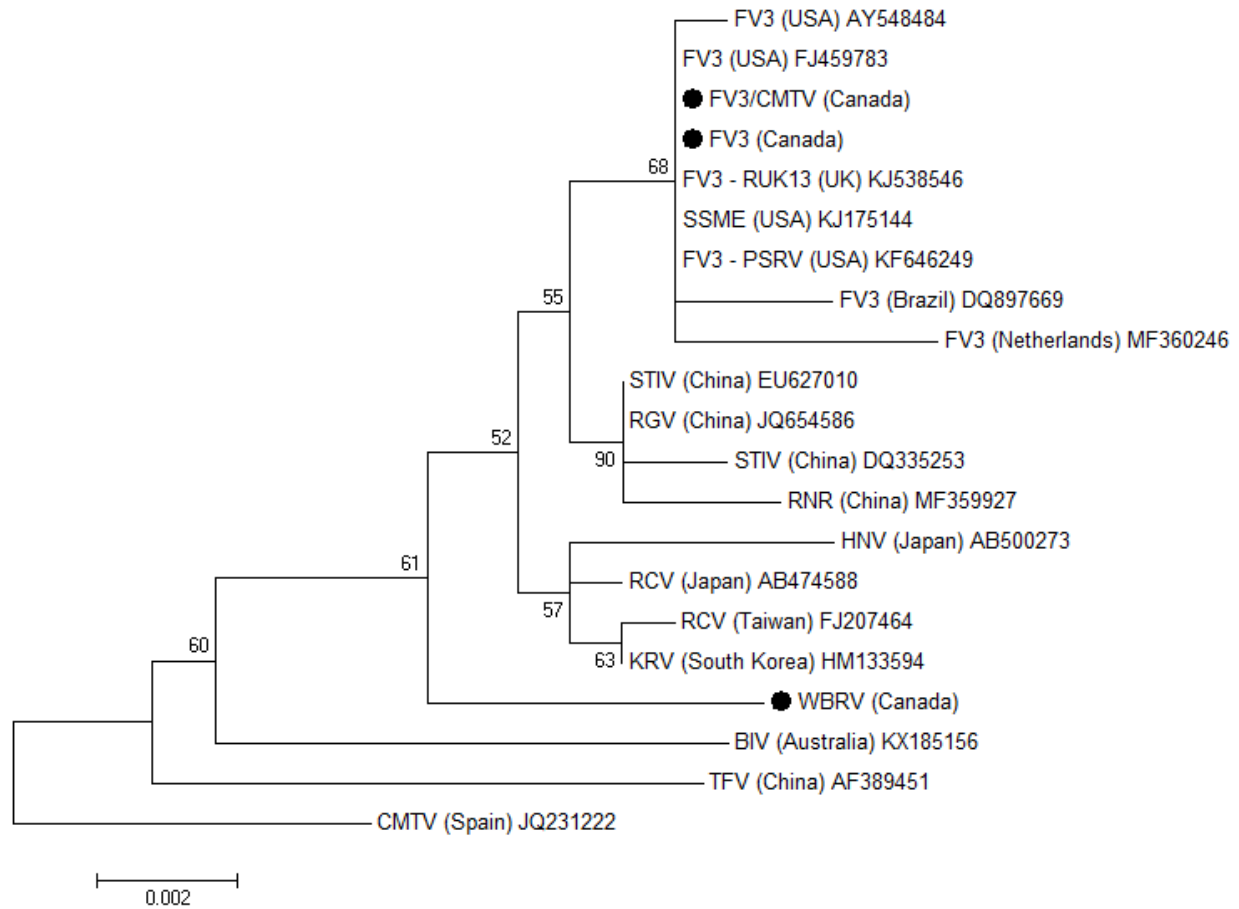 FV3 (USA) AY548484
FV3 (USA) FJ459783
FV3/CMTV (Canada)
FV3 (Canada)
68
FV3 - RUK13 (UK) KJ538546
SSME (USA) KJ175144
FV3 - PSRV (USA) KF646249
55
FV3 (Brazil) DQ897669
FV3 (Netherlands) MF360246
STIV (China) EU627010
RGV (China) JQ654586
52
90
STIV (China) DQ335253
RNR (China) MF359927
HNV (Japan) AB500273
61
RCV (Japan) AB474588
57
RCV (Taiwan) FJ207464
60
63
KRV (South Korea) HM133594
WBRV (Canada)
BIV (Australia) KX185156
TFV (China) AF389451
CMTV (Spain) JQ231222
0.002